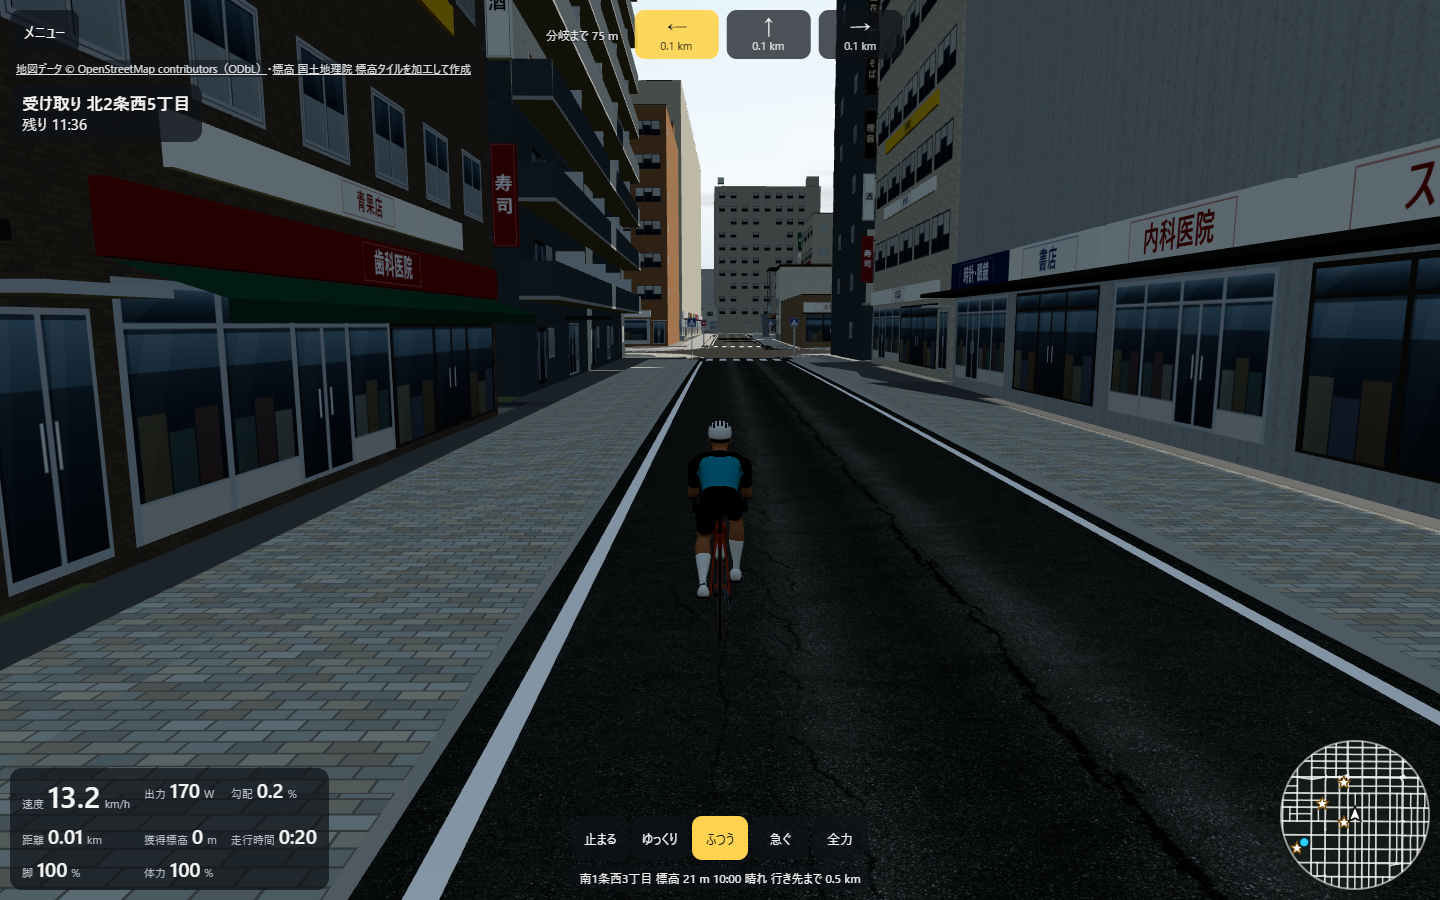 メニュー
地図データ © OpenStreetMap contributors（ODbL）・標高 国土地理院 標高タイルを加工して作成
受け取り 北2条西5丁目
残り 11:36
分岐まで 75 m
← 0.1 km
↑ 0.1 km
→ 0.1 km
酒
寿司
青果店
歯科医院
そば
理容
酒
寿司
時計・眼鏡
書店
内科医院
ス
速度 13.2 km/h 出力 170 W 勾配 0.2 %
距離 0.01 km 獲得標高 0 m 走行時間 0:20
脚 100 % 体力 100 %
止まる ゆっくり ふつう 急ぐ 全力
南1条西3丁目 標高 21 m 10:00 晴れ 行き先まで 0.5 km